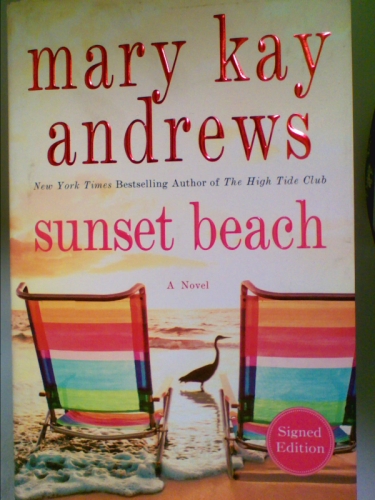 mary kay
andrews
New York Times Bestselling Author of The High Tide Club
sunset beach
A Novel
Signed
Edition